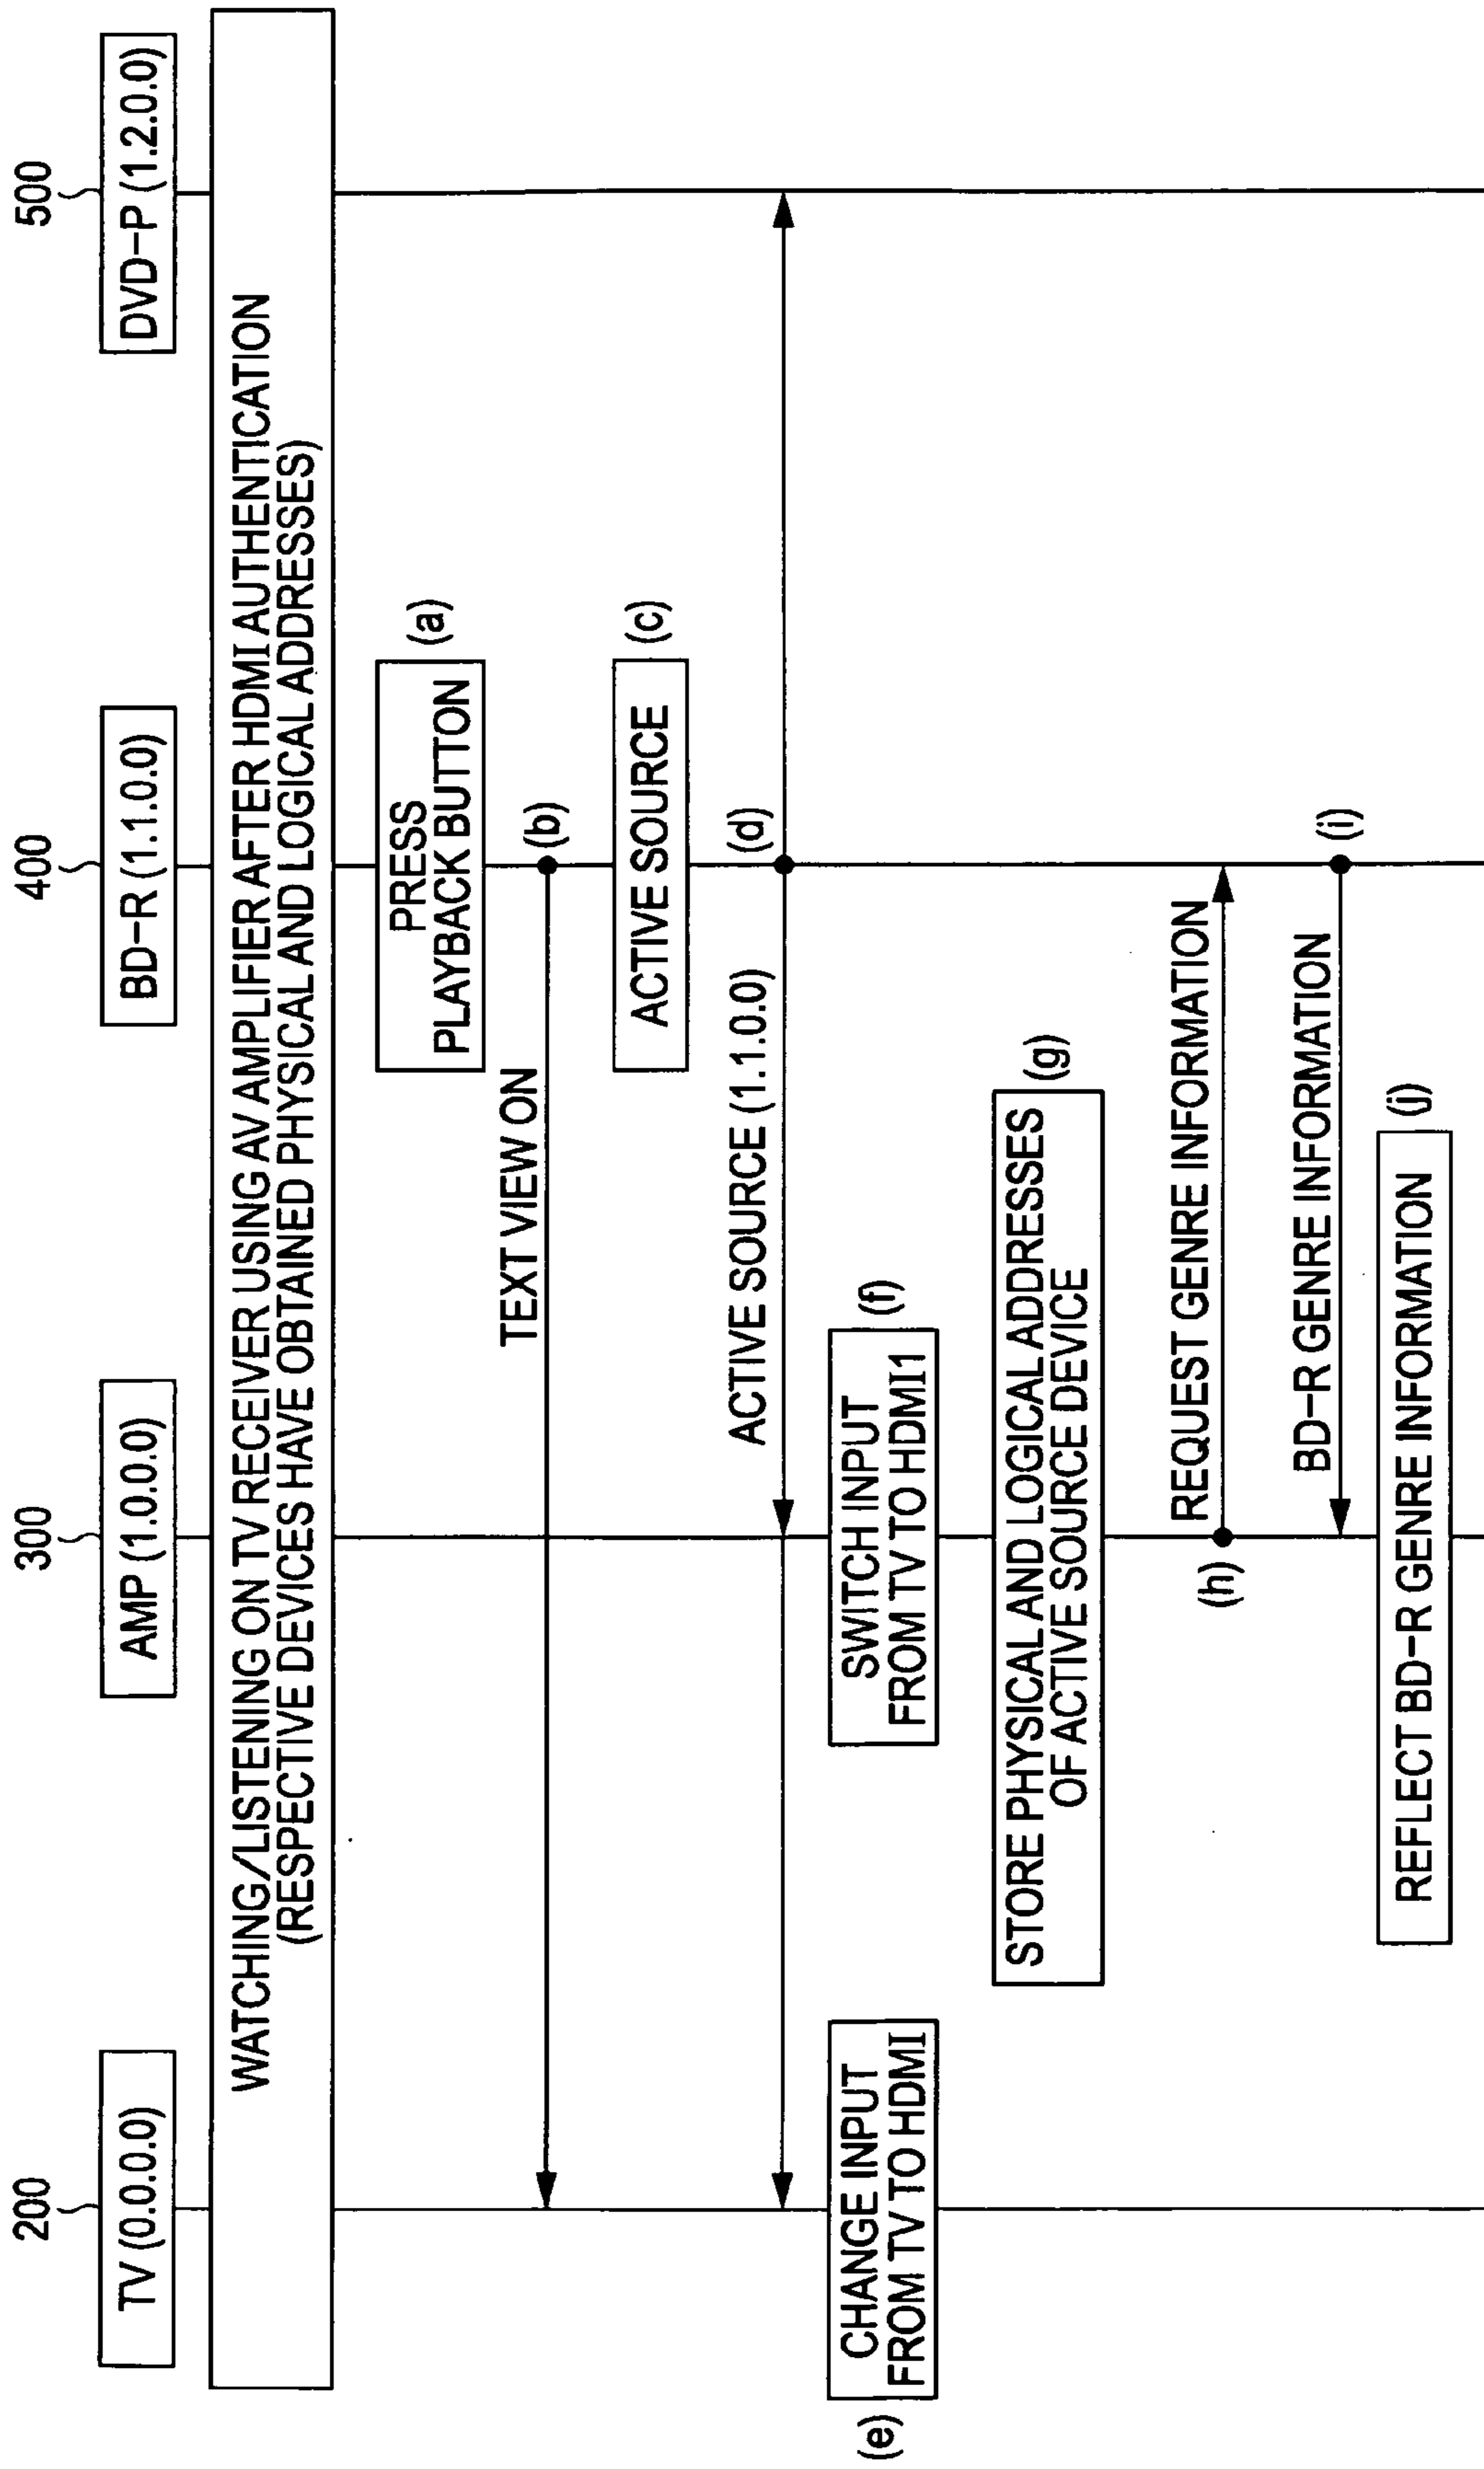 200
300
400
500
TV (0.0.0.0)
AMP (1.0.0.0)
BD-R (1.1.0.0)
DVD-P (1.2.0.0)
WATCHING/LISTENING ON TV RECEIVER USING AV AMPLIFIER AFTER HDMI AUTHENTICATION
(RESPECTIVE DEVICES HAVE OBTAINED PHYSICAL AND LOGICAL ADDRESSES)
PRESS
PLAYBACK BUTTON
(a)
TEXT VIEW ON
(b)
ACTIVE SOURCE
(c)
ACTIVE SOURCE (1.1.0.0)
(d)
(e)
CHANGE INPUT
FROM TV TO HDMI
SWITCH INPUT
FROM TV TO HDMI1
(f)
STORE PHYSICAL AND LOGICAL ADDRESSES
OF ACTIVE SOURCE DEVICE
(g)
(h)
REQUEST GENRE INFORMATION
BD-R GENRE INFORMATION
(i)
REFLECT BD-R GENRE INFORMATION
(j)